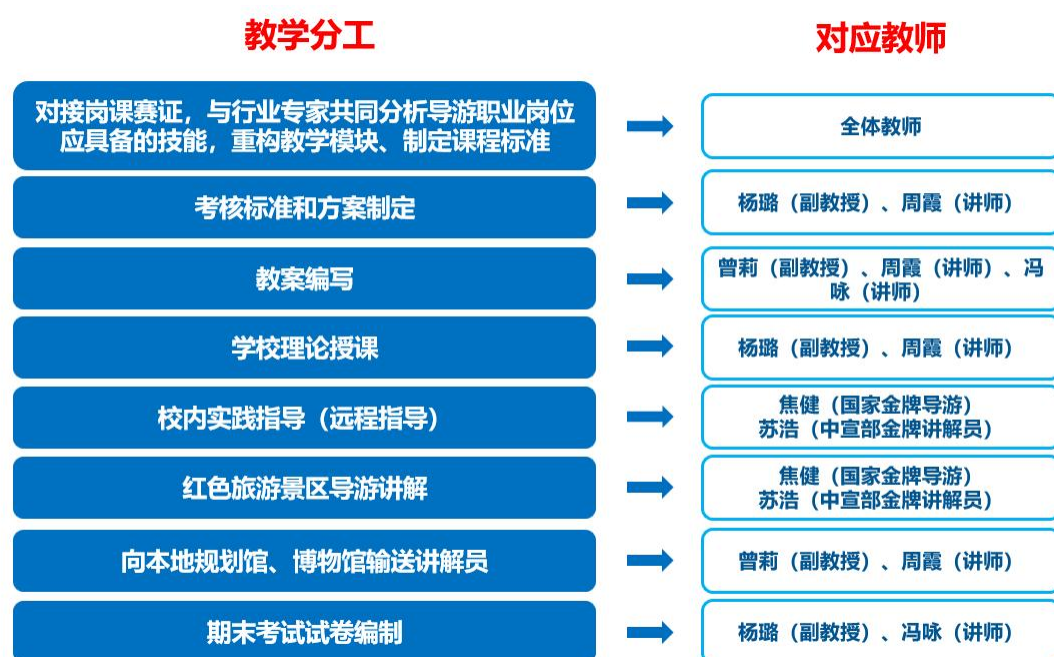 教学分工
对应教师
对接岗课赛证，与行业专家共同分析导游职业岗位
应具备的技能，重构教学模块、制定课程标准
全体教师
考核标准和方案制定
杨璐（副教授）、周霞（讲师）
教案编写
曾莉（副教授）、周霞（讲师）、冯
咏（讲师）
学校理论授课
杨璐（副教授）、周霞（讲师）
校内实践指导（远程指导）
焦健（国家金牌导游）
苏浩（中宣部金牌讲解员）
红色旅游景区导游讲解
焦健（国家金牌导游）
苏浩（中宣部金牌讲解员）
向本地规划馆、博物馆输送讲解员
曾莉（副教授）、周霞（讲师）
期末考试试卷编制
杨璐（副教授）、冯咏（讲师）